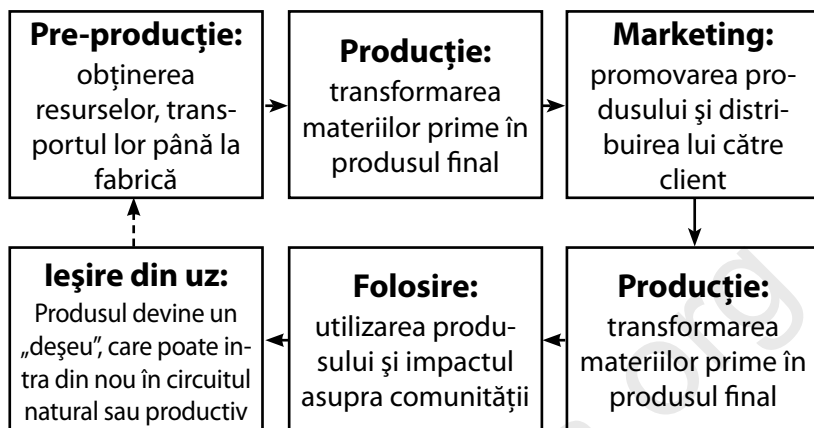 Pre-producție:
obținerea
resurselor, trans-
portul lor până la
fabrică
Producție:
transformarea
materiilor prime în
produsul final
Marketing:
promovarea pro-
dusului şi distri-
buirea lui către
client
Producție:
transformarea
materiilor prime în
produsul final
Folosire:
utilizarea produ-
sului şi impactul
asupra comunității
Ieşire din uz:
Produsul devine un
„deşeu”, care poate in-
tra din nou în circuitul
natural sau productiv
org